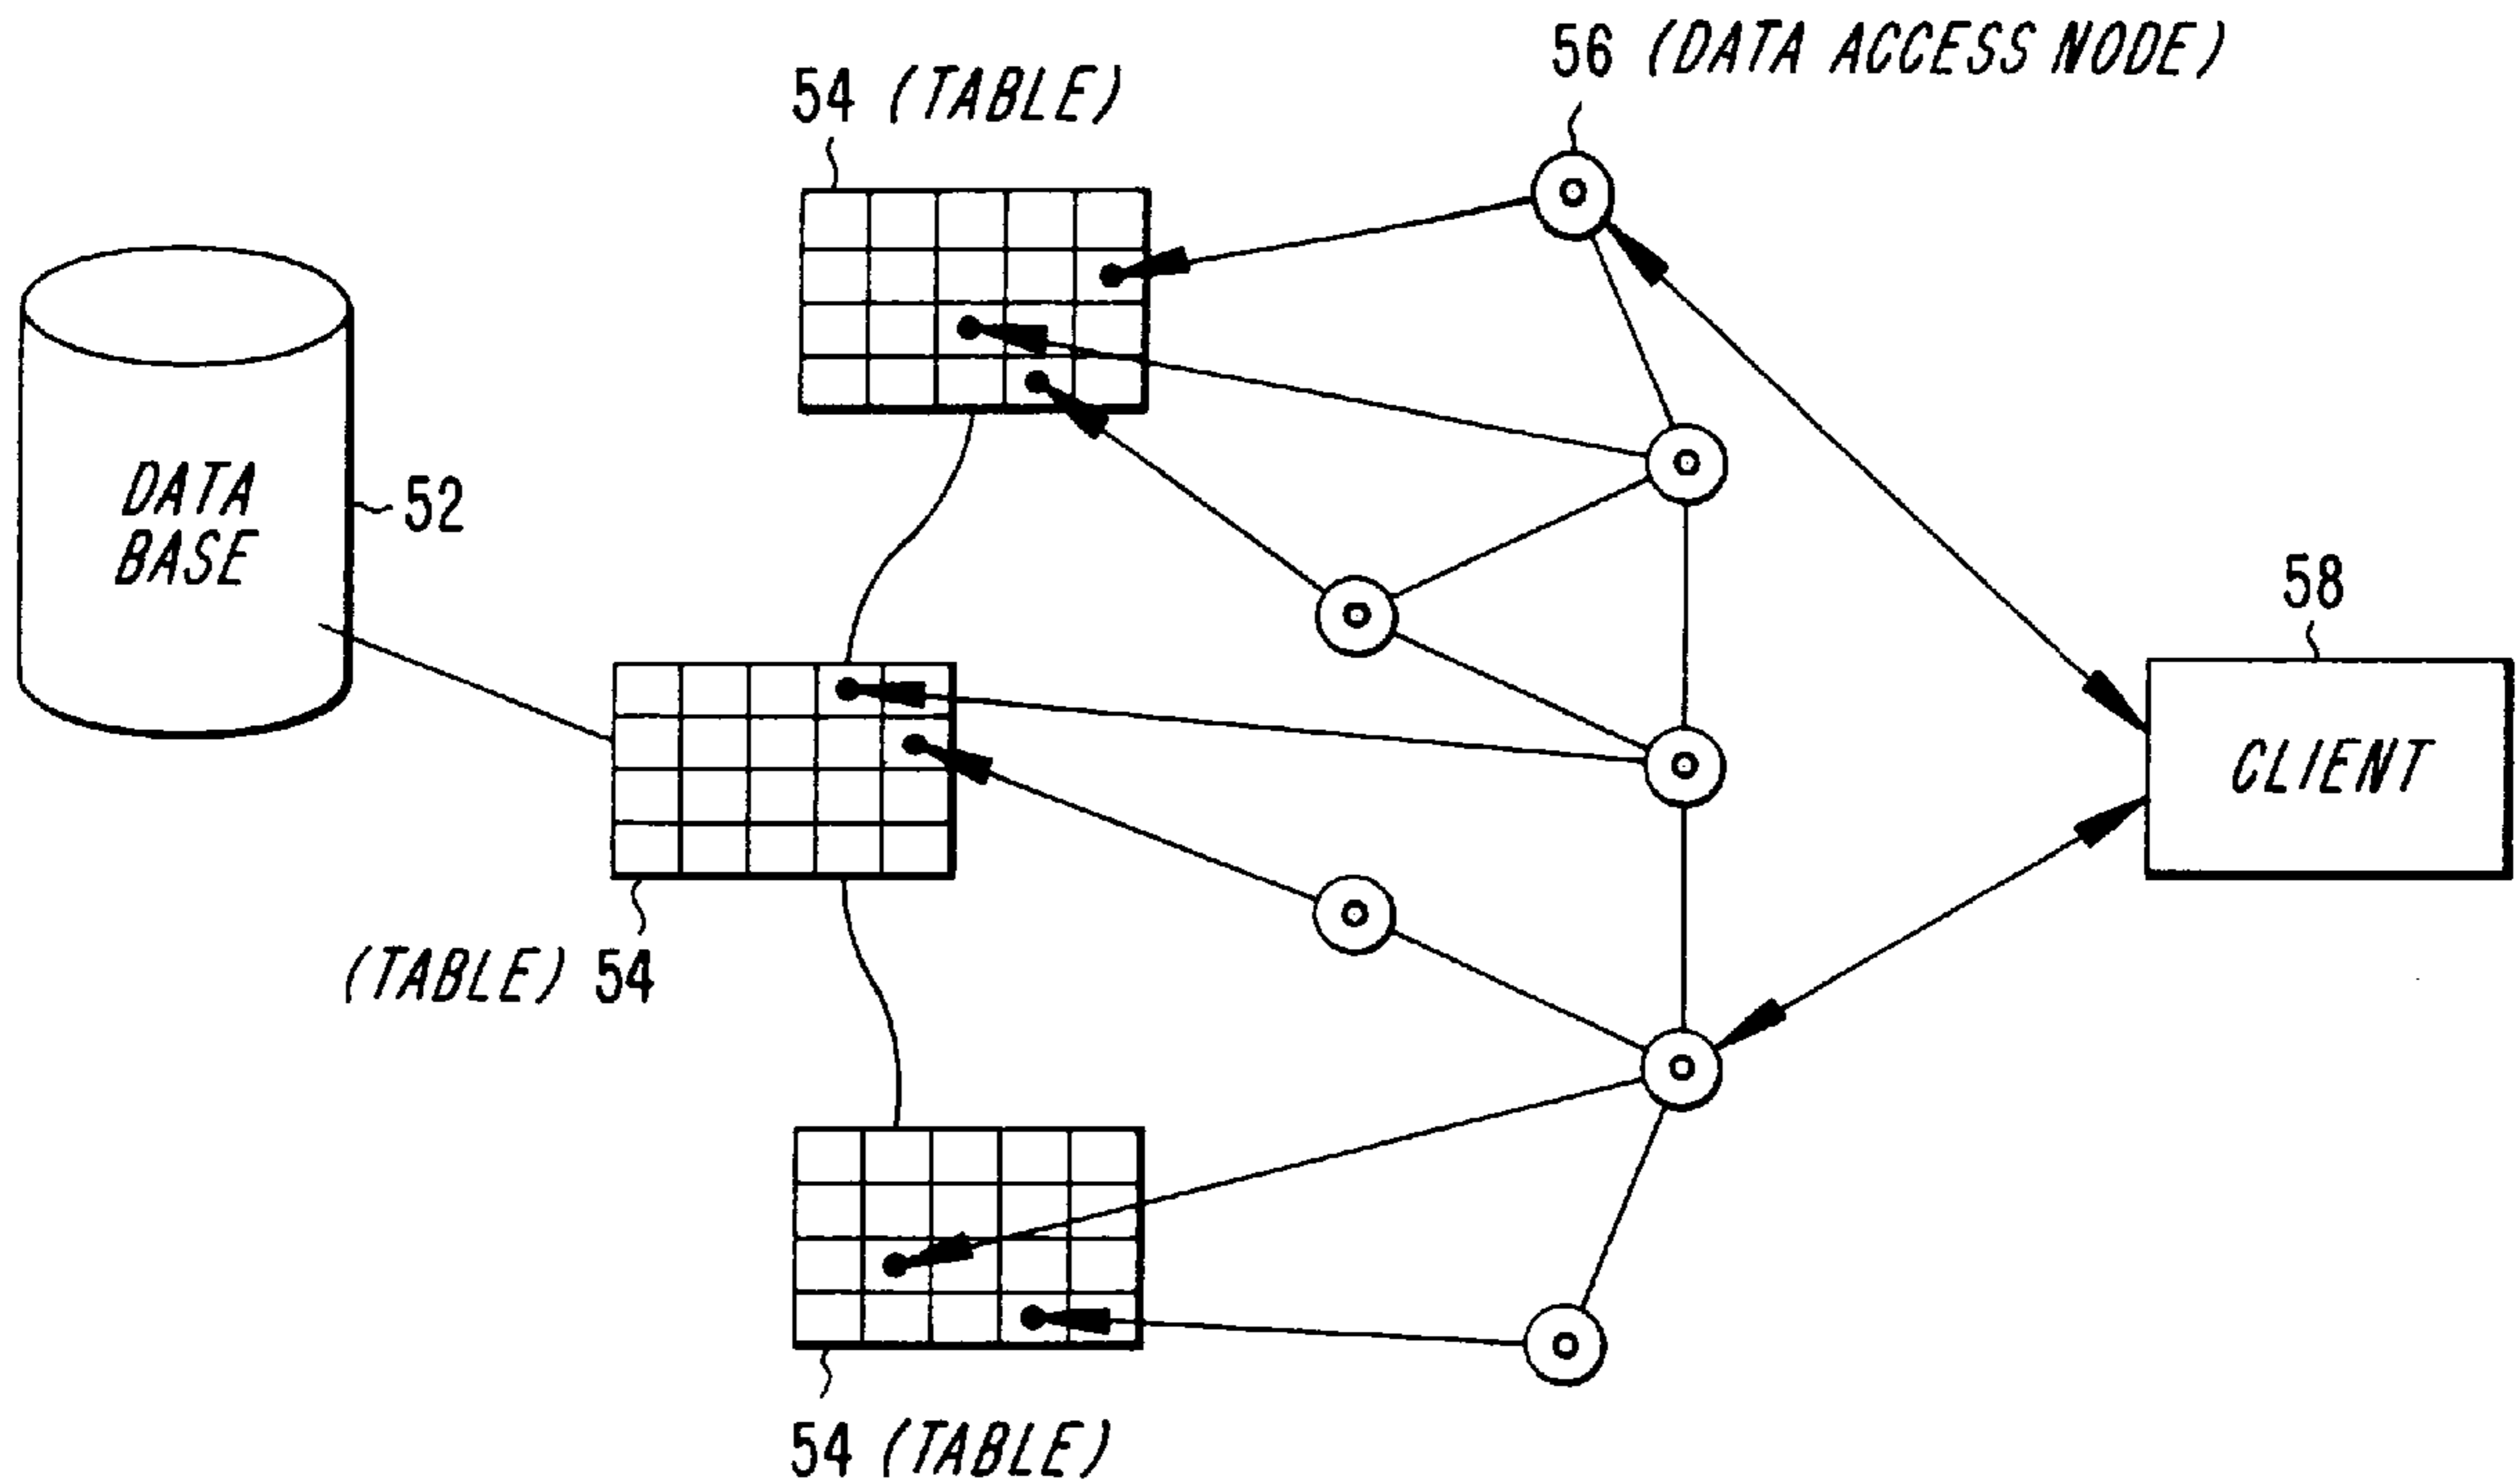 56 (DATA ACCESS NODE)
54 (TABLE)
DATA
BASE
52
58
CLIENT
(TABLE) 54
54 (TABLE)